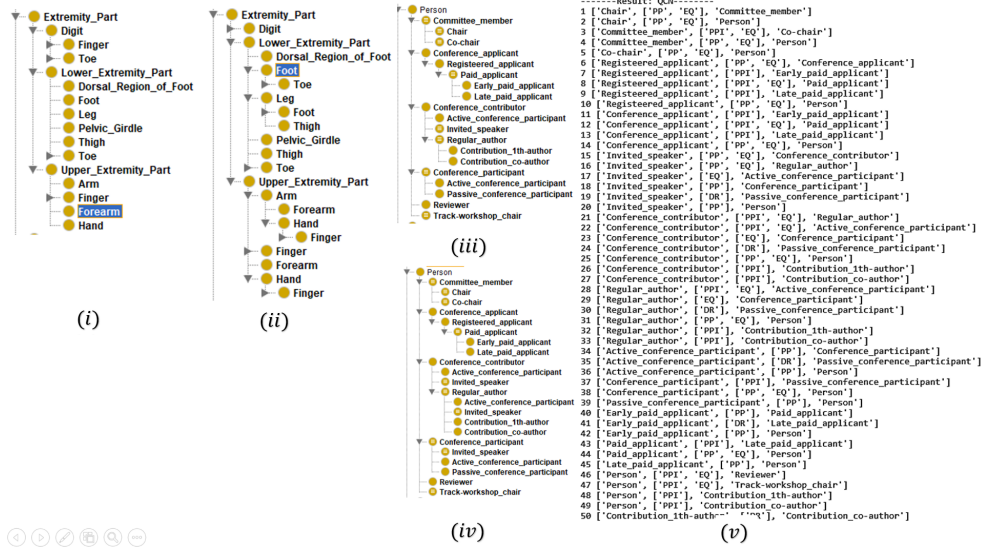 Extremity_Part
Digit
Finger
Toe
Lower_Extremity_Part
Dorsal_Region_of_Foot
Foot
Leg
Pelvic_Girdle
Thigh
Toe
Upper_Extremity_Part
Arm
Finger
Forearm
Hand
(i)
Extremity_Part
Digit
Lower_Extremity_Part
Dorsal_Region_of_Foot
Foot
Toe
Leg
Foot
Thigh
Pelvic_Girdle
Thigh
Toe
Upper_Extremity_Part
Arm
Forearm
Hand
Finger
Finger
Forearm
Hand
Finger
(ii)
Person
Committee_member
Chair
Co-chair
Conference_applicant
Registeered_applicant
Paid_applicant
Early_paid_applicant
Late_paid_applicant
Conference_contributor
Active_conference_participant
Invited_speaker
Regular_author
Contribution_1th-author
Contribution_co-author
Conference_participant
Active_conference_participant
Passive_conference_participant
Reviewer
Track-workshop_chair
(iii)
Person
Committee_member
Chair
Co-chair
Conference_applicant
Registeered_applicant
Paid_applicant
Early_paid_applicant
Late_paid_applicant
Conference_contributor
Active_conference_participant
Invited_speaker
Regular_author
Active_conference_participant
Invited_speaker
Contribution_1th-author
Contribution_co-author
Conference_participant
Invited_speaker
Active_conference_participant
Passive_conference_participant
Reviewer
Track-workshop_chair
(iv)
-------Result: QCN--------
1 ['Chair', ['PP', 'EQ'], 'Committee_member']
2 ['Chair', ['PP', 'EQ'], 'Person']
3 ['Committee_member', ['PPI', 'EQ'], 'Co-chair']
4 ['Committee_member', ['PP', 'EQ'], 'Person']
5 ['Co-chair', ['PP', 'EQ'], 'Person']
6 ['Registeered_applicant', ['PP', 'EQ'], 'Conference_applicant']
7 ['Registeered_applicant', ['PPI'], 'Early_paid_applicant']
8 ['Registeered_applicant', ['PPI', 'EQ'], 'Paid_applicant']
9 ['Registeered_applicant', ['PPI'], 'Late_paid_applicant']
10 ['Registeered_applicant', ['PP', 'EQ'], 'Person']
11 ['Conference_applicant', ['PPI'], 'Early_paid_applicant']
12 ['Conference_applicant', ['PPI', 'EQ'], 'Paid_applicant']
13 ['Conference_applicant', ['PPI'], 'Late_paid_applicant']
14 ['Conference_applicant', ['PP', 'EQ'], 'Person']
15 ['Invited_speaker', ['PP', 'EQ'], 'Conference_contributor']
16 ['Invited_speaker', ['PP', 'EQ'], 'Regular_author']
17 ['Invited_speaker', ['PP', 'EQ'], 'Active_conference_participant']
18 ['Invited_speaker', ['PP'], 'Conference_participant']
19 ['Invited_speaker', ['DR'], 'Passive_conference_participant']
20 ['Invited_speaker', ['PP'], 'Person']
21 ['Conference_contributor', ['PPI', 'EQ'], 'Regular_author']
22 ['Conference_contributor', ['PPI', 'EQ'], 'Active_conference_participant']
23 ['Conference_contributor', ['EQ'], 'Conference_participant']
24 ['Conference_contributor', ['DR'], 'Passive_conference_participant']
25 ['Conference_contributor', ['PP', 'EQ'], 'Person']
26 ['Conference_contributor', ['PPI'], 'Contribution_1th-author']
27 ['Conference_contributor', ['PPI'], 'Contribution_co-author']
28 ['Regular_author', ['PPI', 'EQ'], 'Active_conference_participant']
29 ['Regular_author', ['EQ'], 'Conference_participant']
30 ['Regular_author', ['DR'], 'Passive_conference_participant']
31 ['Regular_author', ['PP', 'EQ'], 'Person']
32 ['Regular_author', ['PPI'], 'Contribution_1th-author']
33 ['Regular_author', ['PPI'], 'Contribution_co-author']
34 ['Active_conference_participant', ['PP'], 'Conference_participant']
35 ['Active_conference_participant', ['DR'], 'Passive_conference_participant']
36 ['Active_conference_participant', ['PP'], 'Person']
37 ['Conference_participant', ['PPI'], 'Passive_conference_participant']
38 ['Conference_participant', ['PP', 'EQ'], 'Person']
39 ['Passive_conference_participant', ['PP'], 'Person']
40 ['Early_paid_applicant', ['PP'], 'Paid_applicant']
41 ['Early_paid_applicant', ['DR'], 'Late_paid_applicant']
42 ['Early_paid_applicant', ['PP'], 'Person']
43 ['Paid_applicant', ['PPI'], 'Late_paid_applicant']
44 ['Paid_applicant', ['PP', 'EQ'], 'Person']
45 ['Late_paid_applicant', ['PP'], 'Person']
46 ['Person', ['PPI', 'EQ'], 'Reviewer']
47 ['Person', ['PPI', 'EQ'], 'Track-workshop_chair']
48 ['Person', ['PPI'], 'Contribution_1th-author']
49 ['Person', ['PPI'], 'Contribution_co-author']
50 ['Contribution_1th-author', 'Contribution_co-author']
(v)